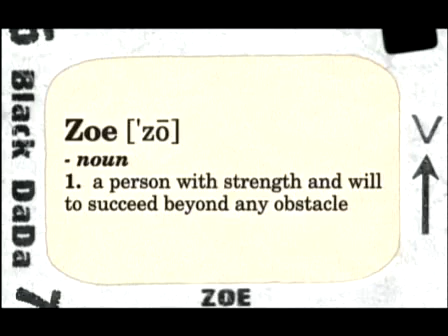 Zoe ['zō]
- noun
1. a person with strength and will
to succeed beyond any obstacle
Black DaDa
V
ZOE